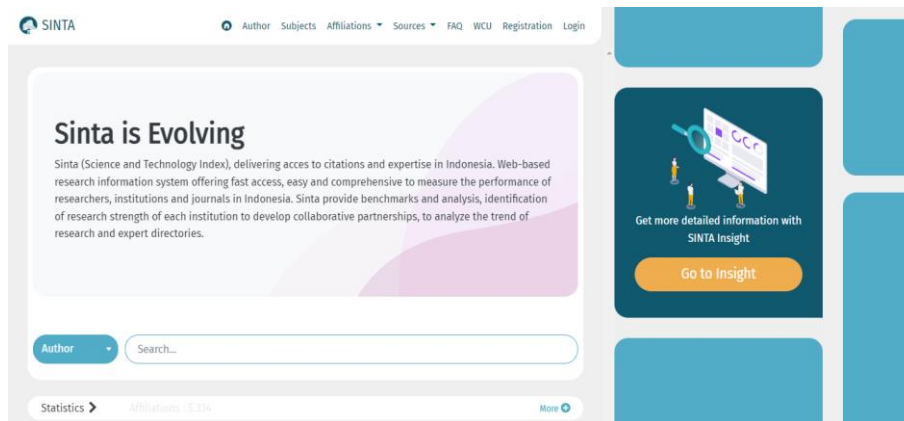 SINTA
Author Subjects Affiliations Sources FAQ WCU Registration Login
Sinta is Evolving
Sinta (Science and Technology Index), delivering acces to citations and expertise in Indonesia. Web-based
research information system offering fast access, easy and comprehensive to measure the performance of
researchers, institutions and journals in Indonesia. Sinta provide benchmarks and analysis, identification
of research strength of each institution to develop collaborative partnerships, to analyze the trend of
research and expert directories.
Author
Search...
Statistics
Affiliations : 5.334
More
OCr
Get more detailed information with
SINTA Insight
Go to Insight